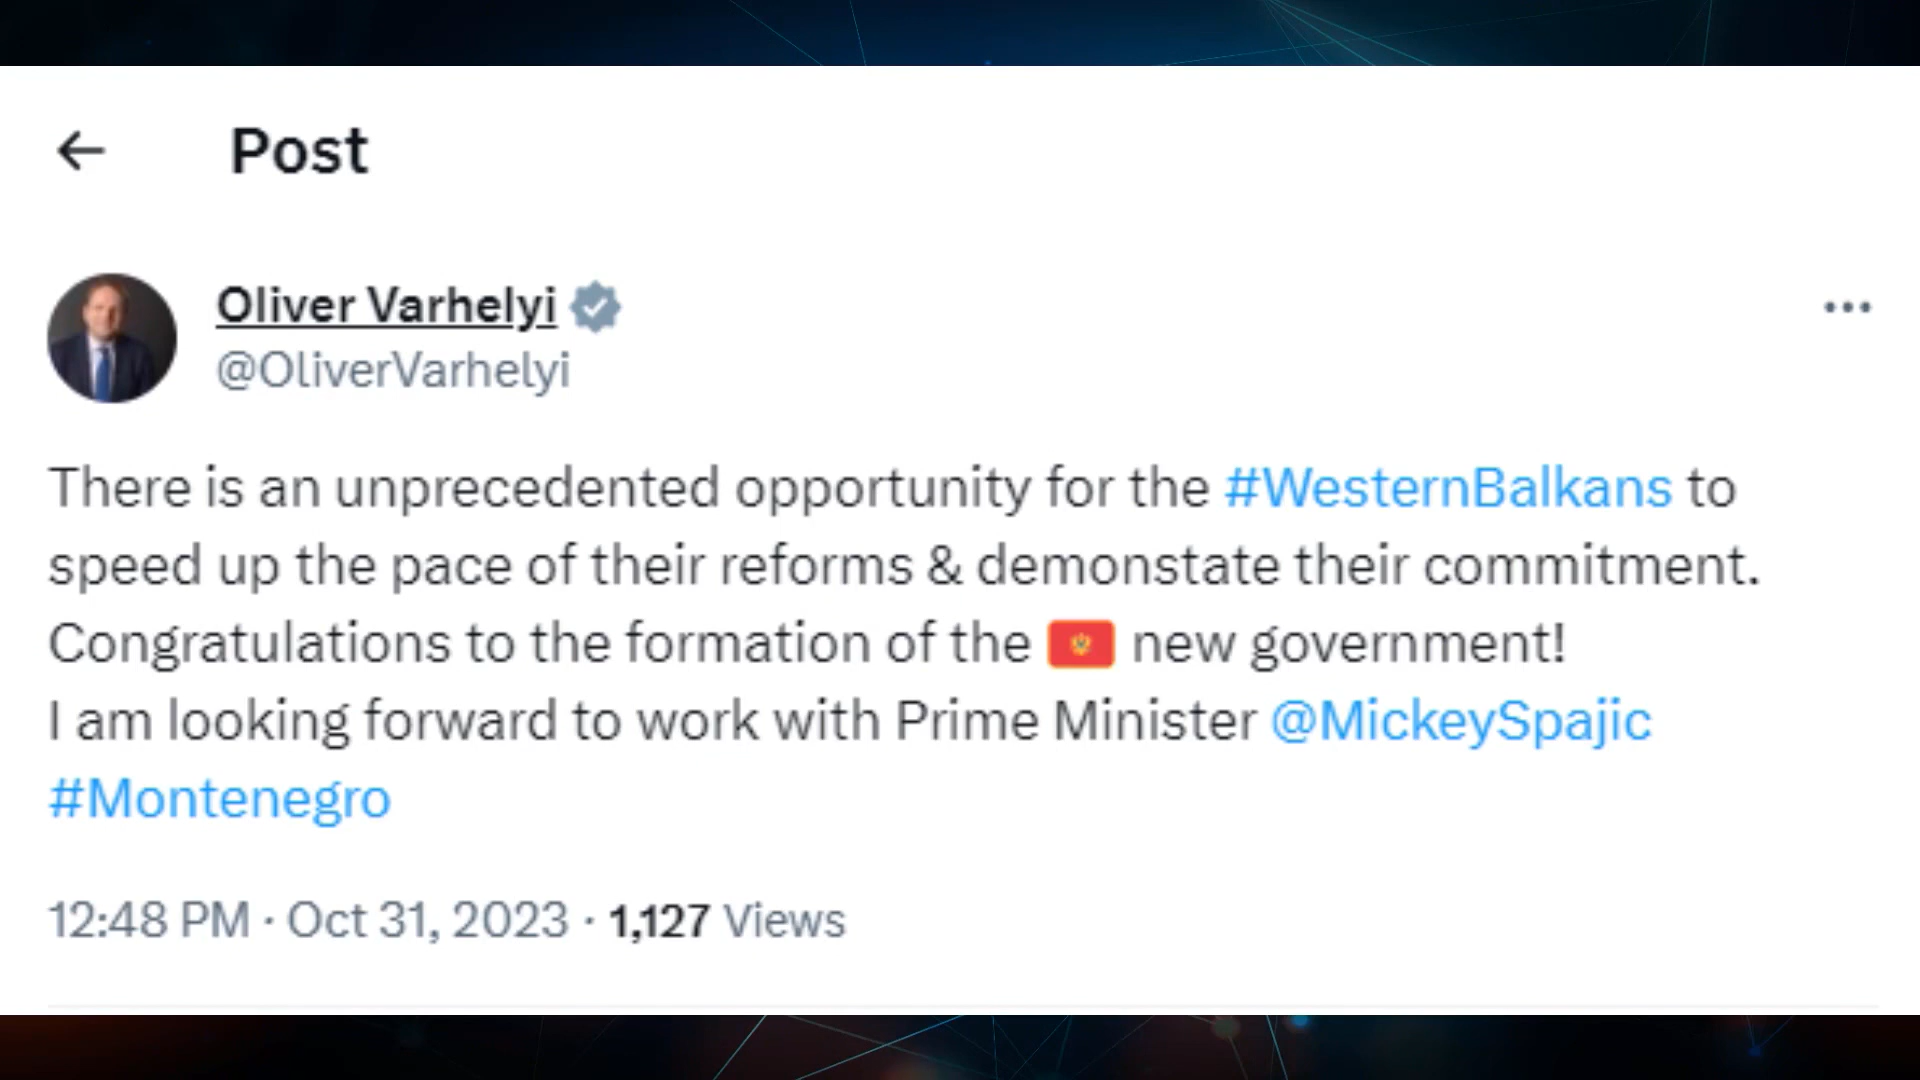 Post
Oliver Varhelyi
@OliverVarhelyi
There is an unprecedented opportunity for the #WesternBalkans to
speed up the pace of their reforms & demonstate their commitment.
Congratulations to the formation of the 🇲🇪 new government!
I am looking forward to work with Prime Minister @MickeySpajic
#Montenegro
12:48 PM · Oct 31, 2023 · 1,127 Views